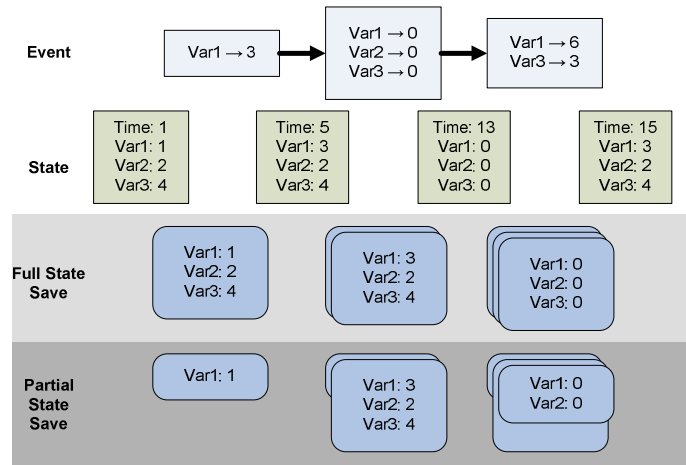 Event
Var1 → 3
Var1 → 0
Var2 → 0
Var3 → 0
Var1 → 6
Var3 → 3
State
Time: 1
Var1: 1
Var2: 2
Var3: 4
Time: 5
Var1: 3
Var2: 2
Var3: 4
Time: 13
Var1: 0
Var2: 0
Var3: 0
Time: 15
Var1: 3
Var2: 2
Var3: 4
Full State
Save
Var1: 1
Var2: 2
Var3: 4
Var1: 3
Var2: 2
Var3: 4
Var1: 0
Var2: 0
Var3: 0
Partial
State
Save
Var1: 1
Var1: 3
Var2: 2
Var3: 4
Var1: 0
Var2: 0